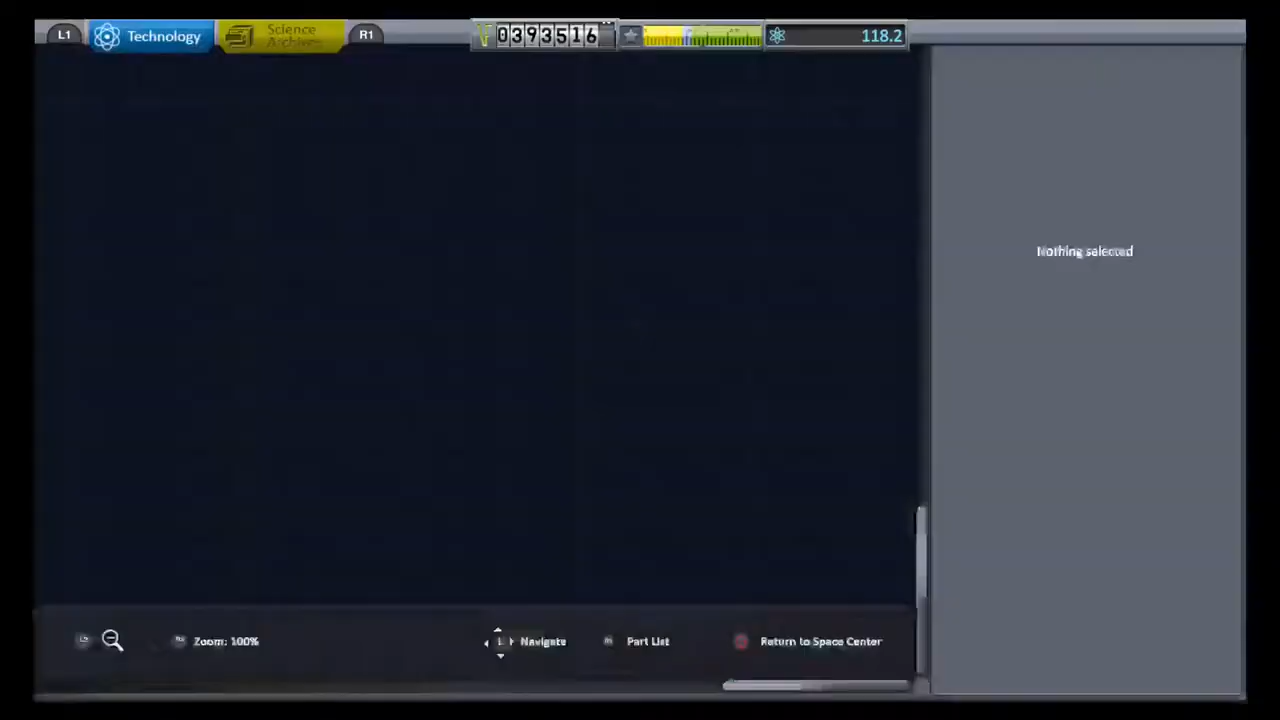 L1
Technology
Science
Archives
R1
0393516
118.2
Nothing selected
Zoom: 100%
Navigate
Part List
Return to Space Center